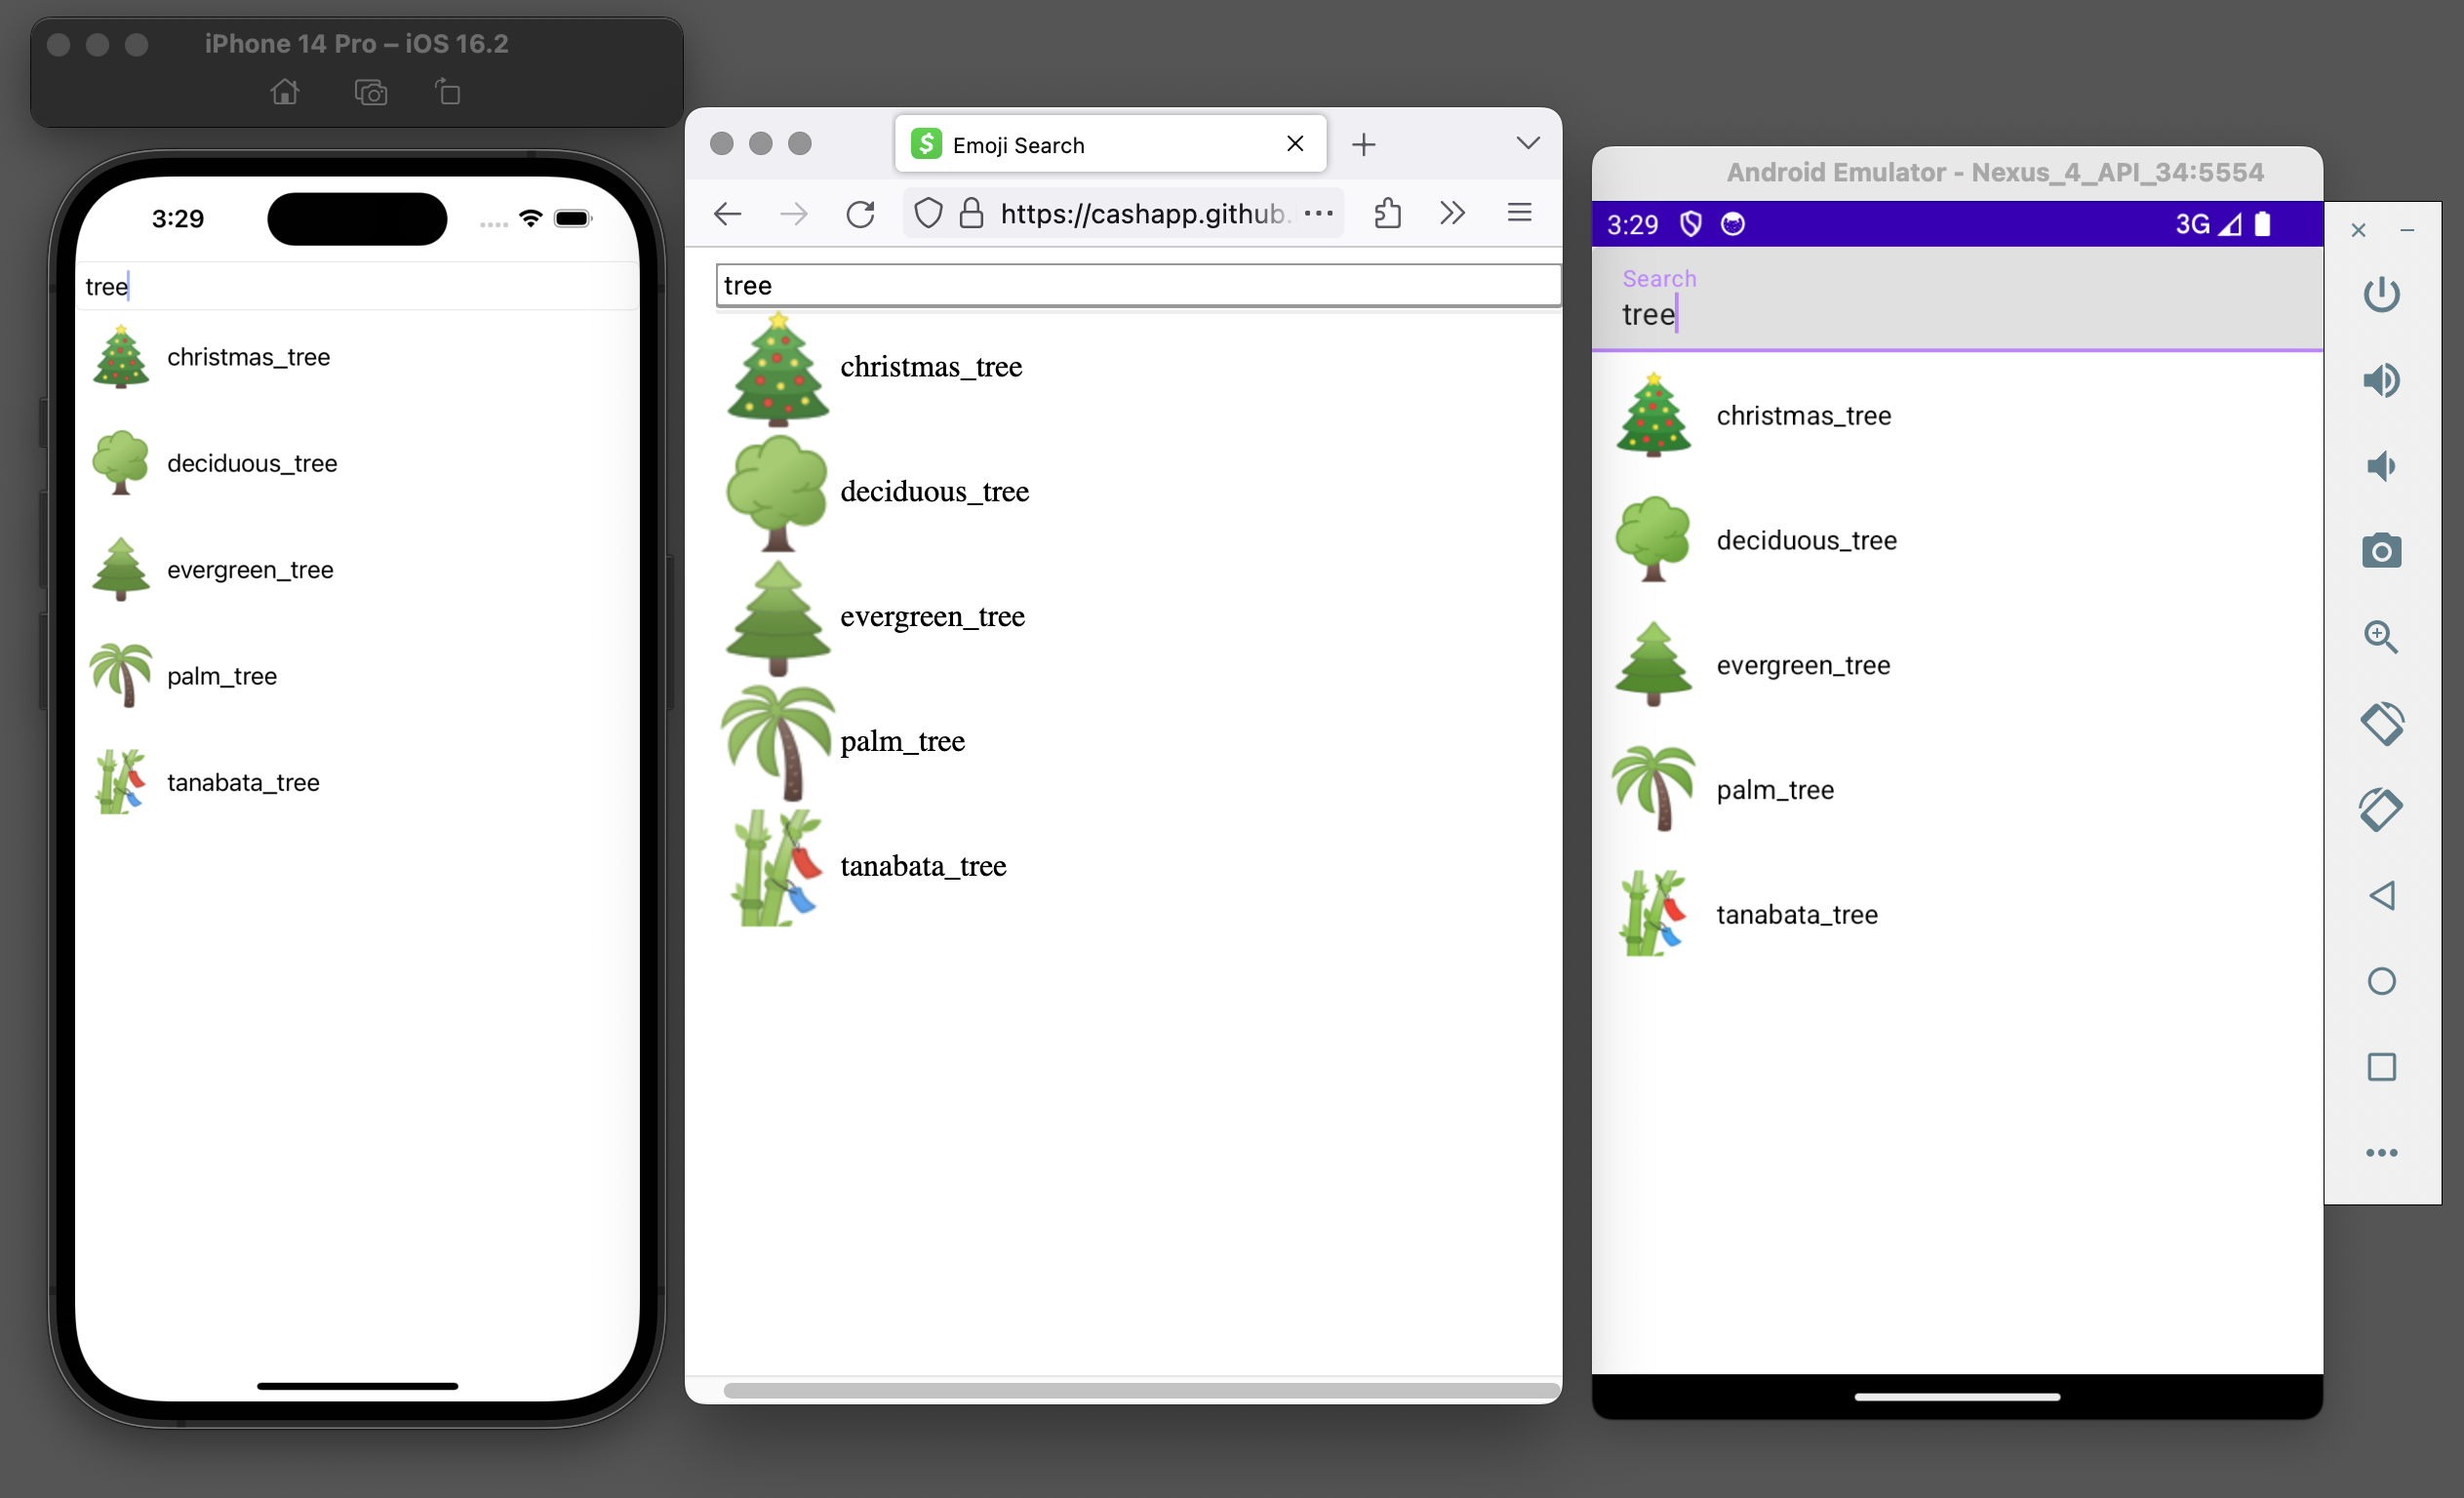 iPhone 14 Pro – iOS 16.2
3:29
tree
christmas_tree
deciduous_tree
evergreen_tree
palm_tree
tanabata_tree
$
Emoji Search
https://cashapp.github.
tree
christmas_tree
deciduous_tree
evergreen_tree
palm_tree
tanabata_tree
Android Emulator - Nexus_4_API_34:5554
3:29
3G
Search
tree
christmas_tree
deciduous_tree
evergreen_tree
palm_tree
tanabata_tree